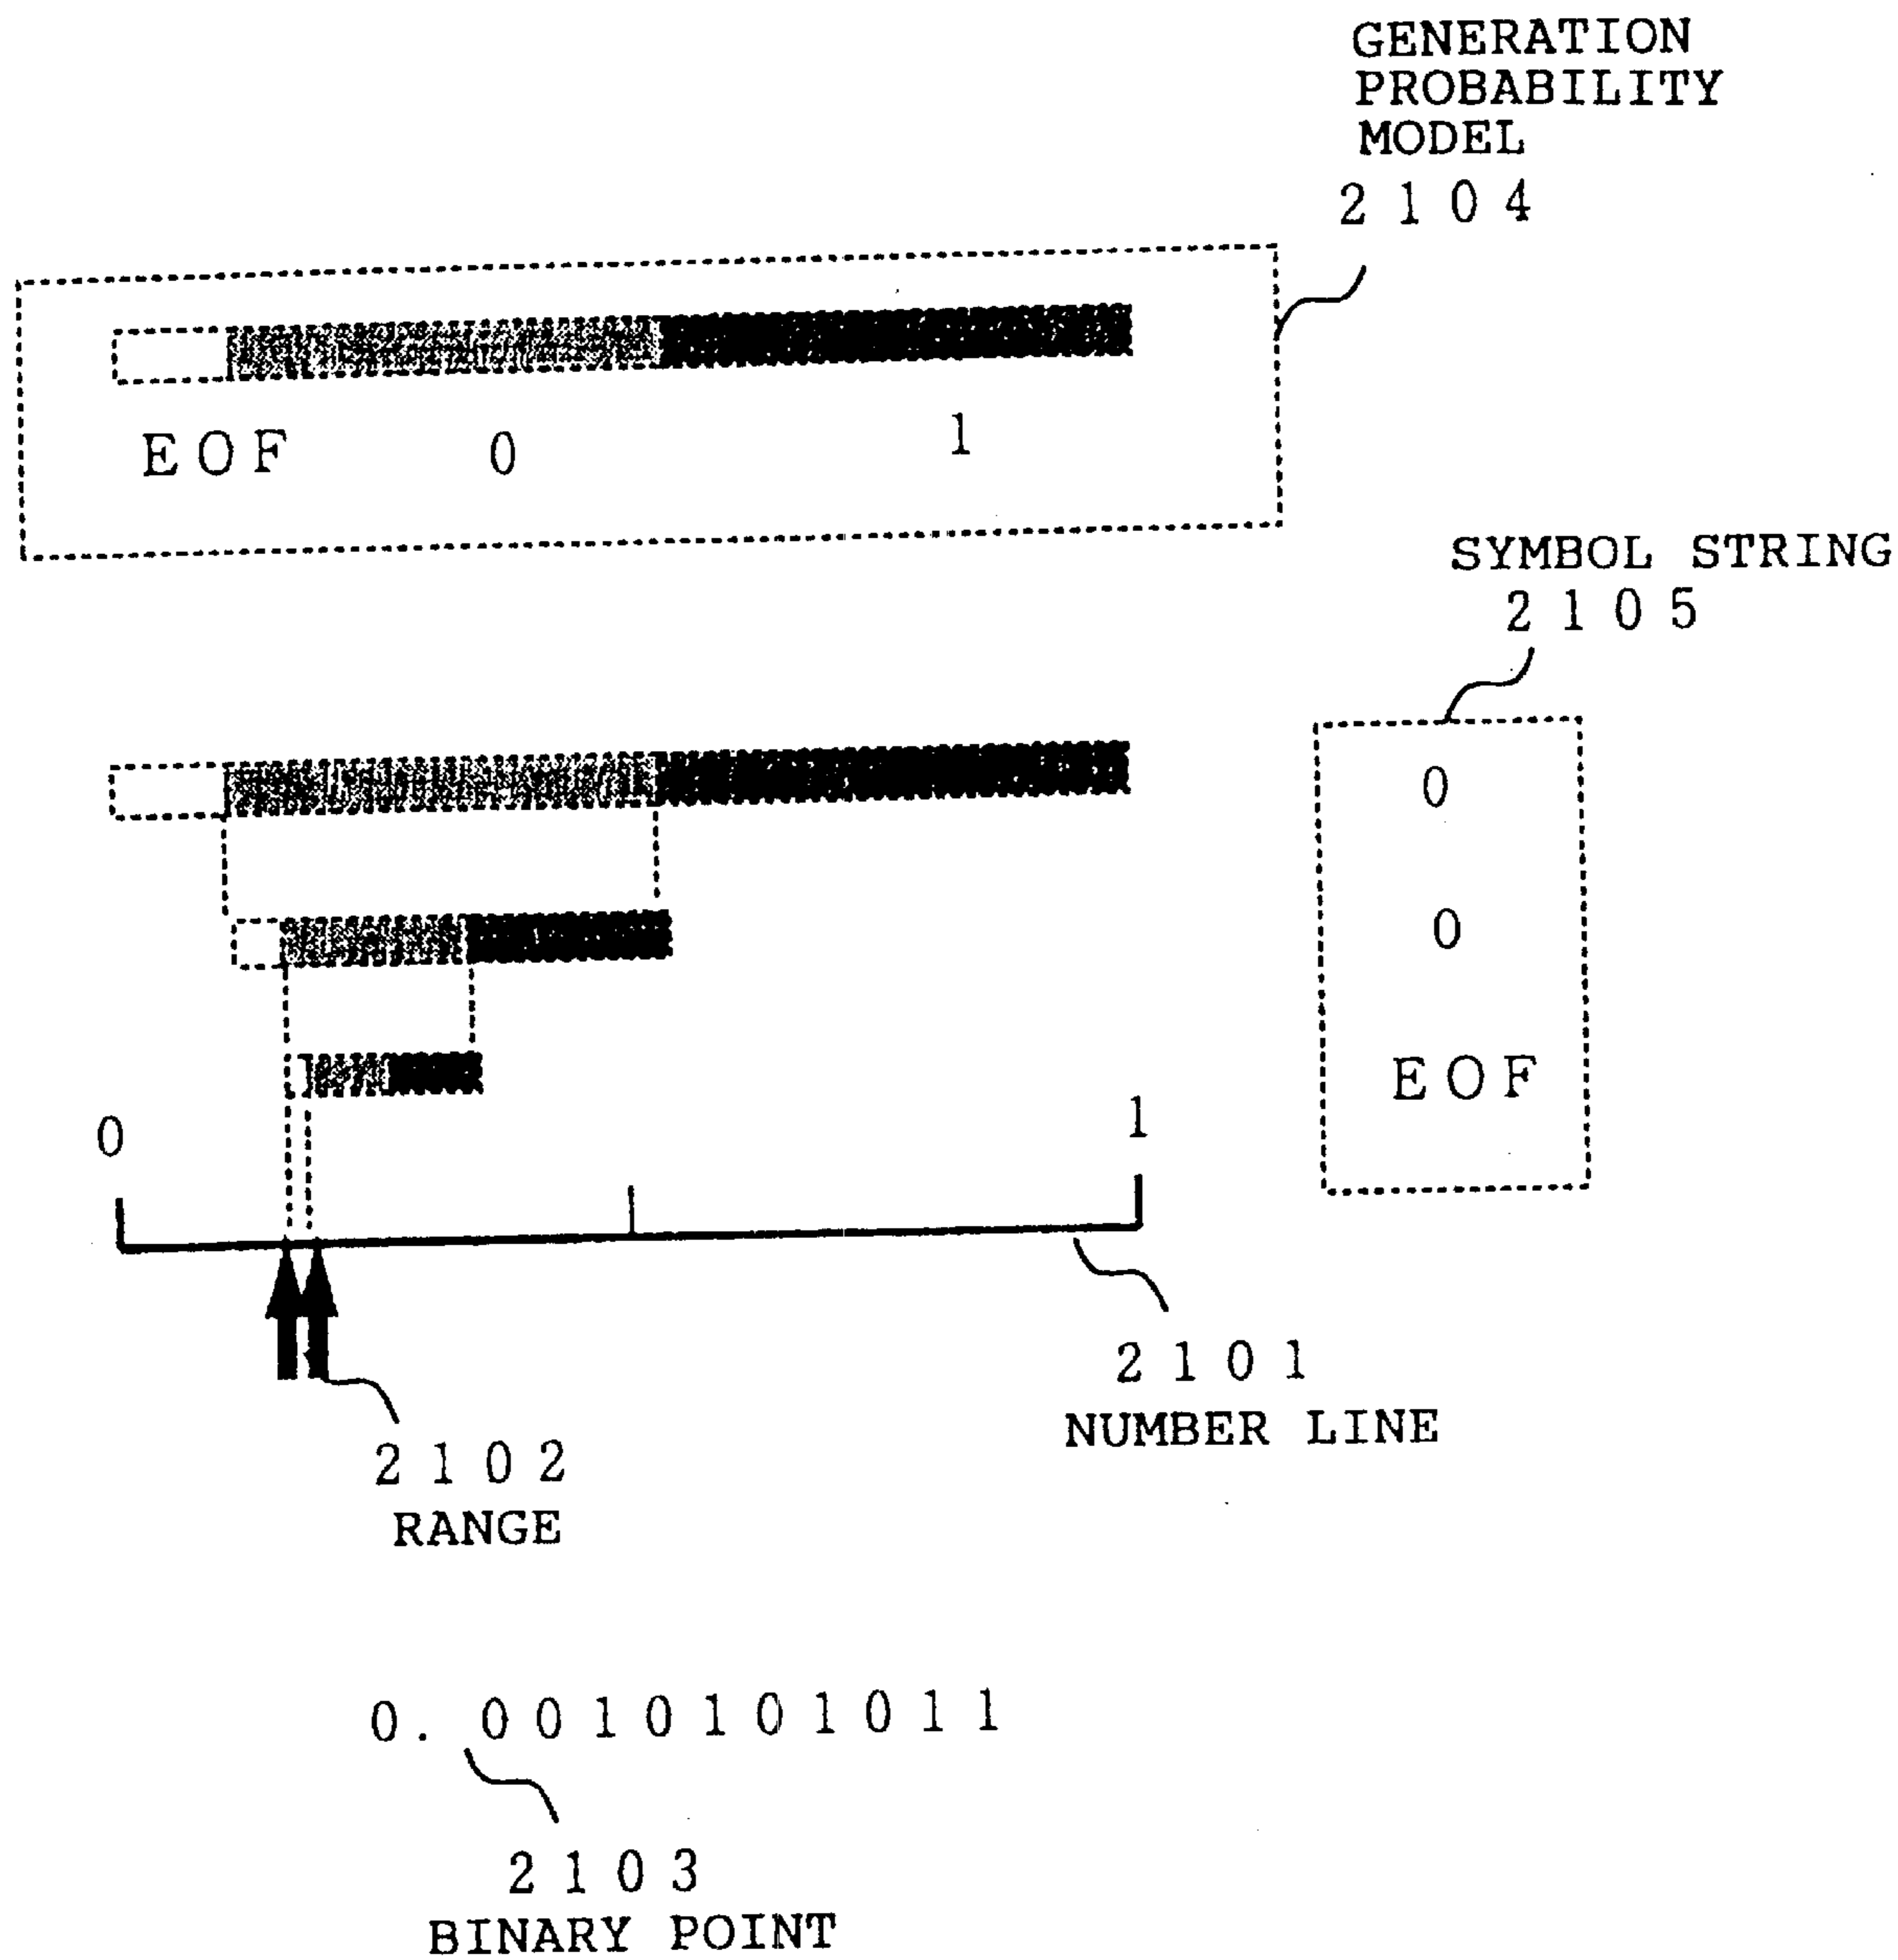 GENERATION
PROBABILITY
MODEL
2104
EOF 0 1
SYMBOL STRING
2105
0
0
EOF
0 1
2101
NUMBER LINE
2102
RANGE
0. 0010101011
2103
BINARY POINT